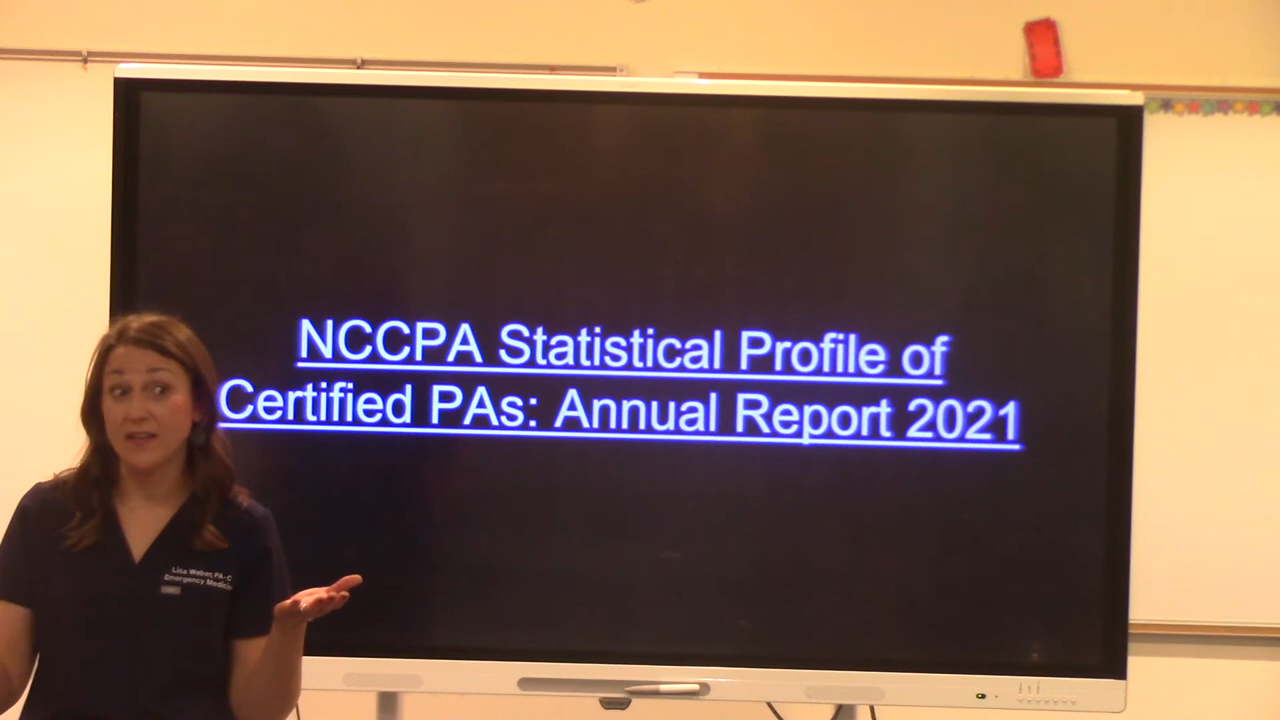 NCCPA Statistical Profile of
Certified PAs: Annual Report 2021
Lisa Weber, PA-C
Emergency Medicine